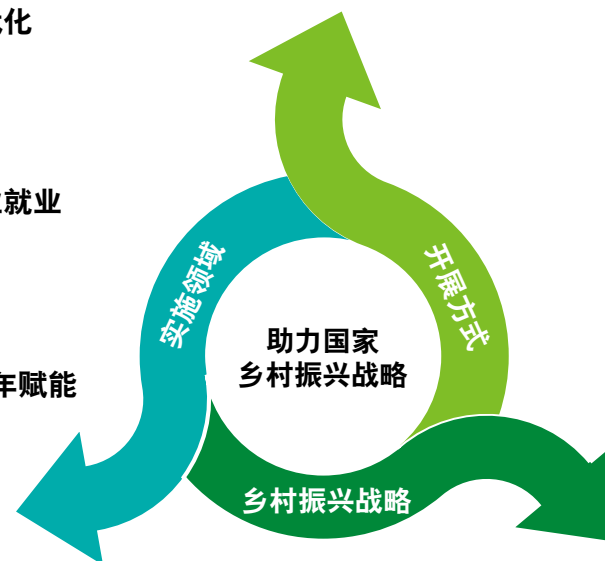 化
就业
年赋能
实施领域
开展方式
助力国家
乡村振兴战略
乡村振兴战略